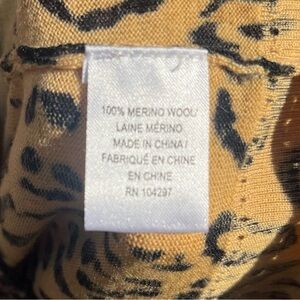 100% MERINO WOOL/
LAINE MÉRINO
MADE IN CHINA/
FABRIQUÉ EN CHINE
EN CHINE
RN 104297